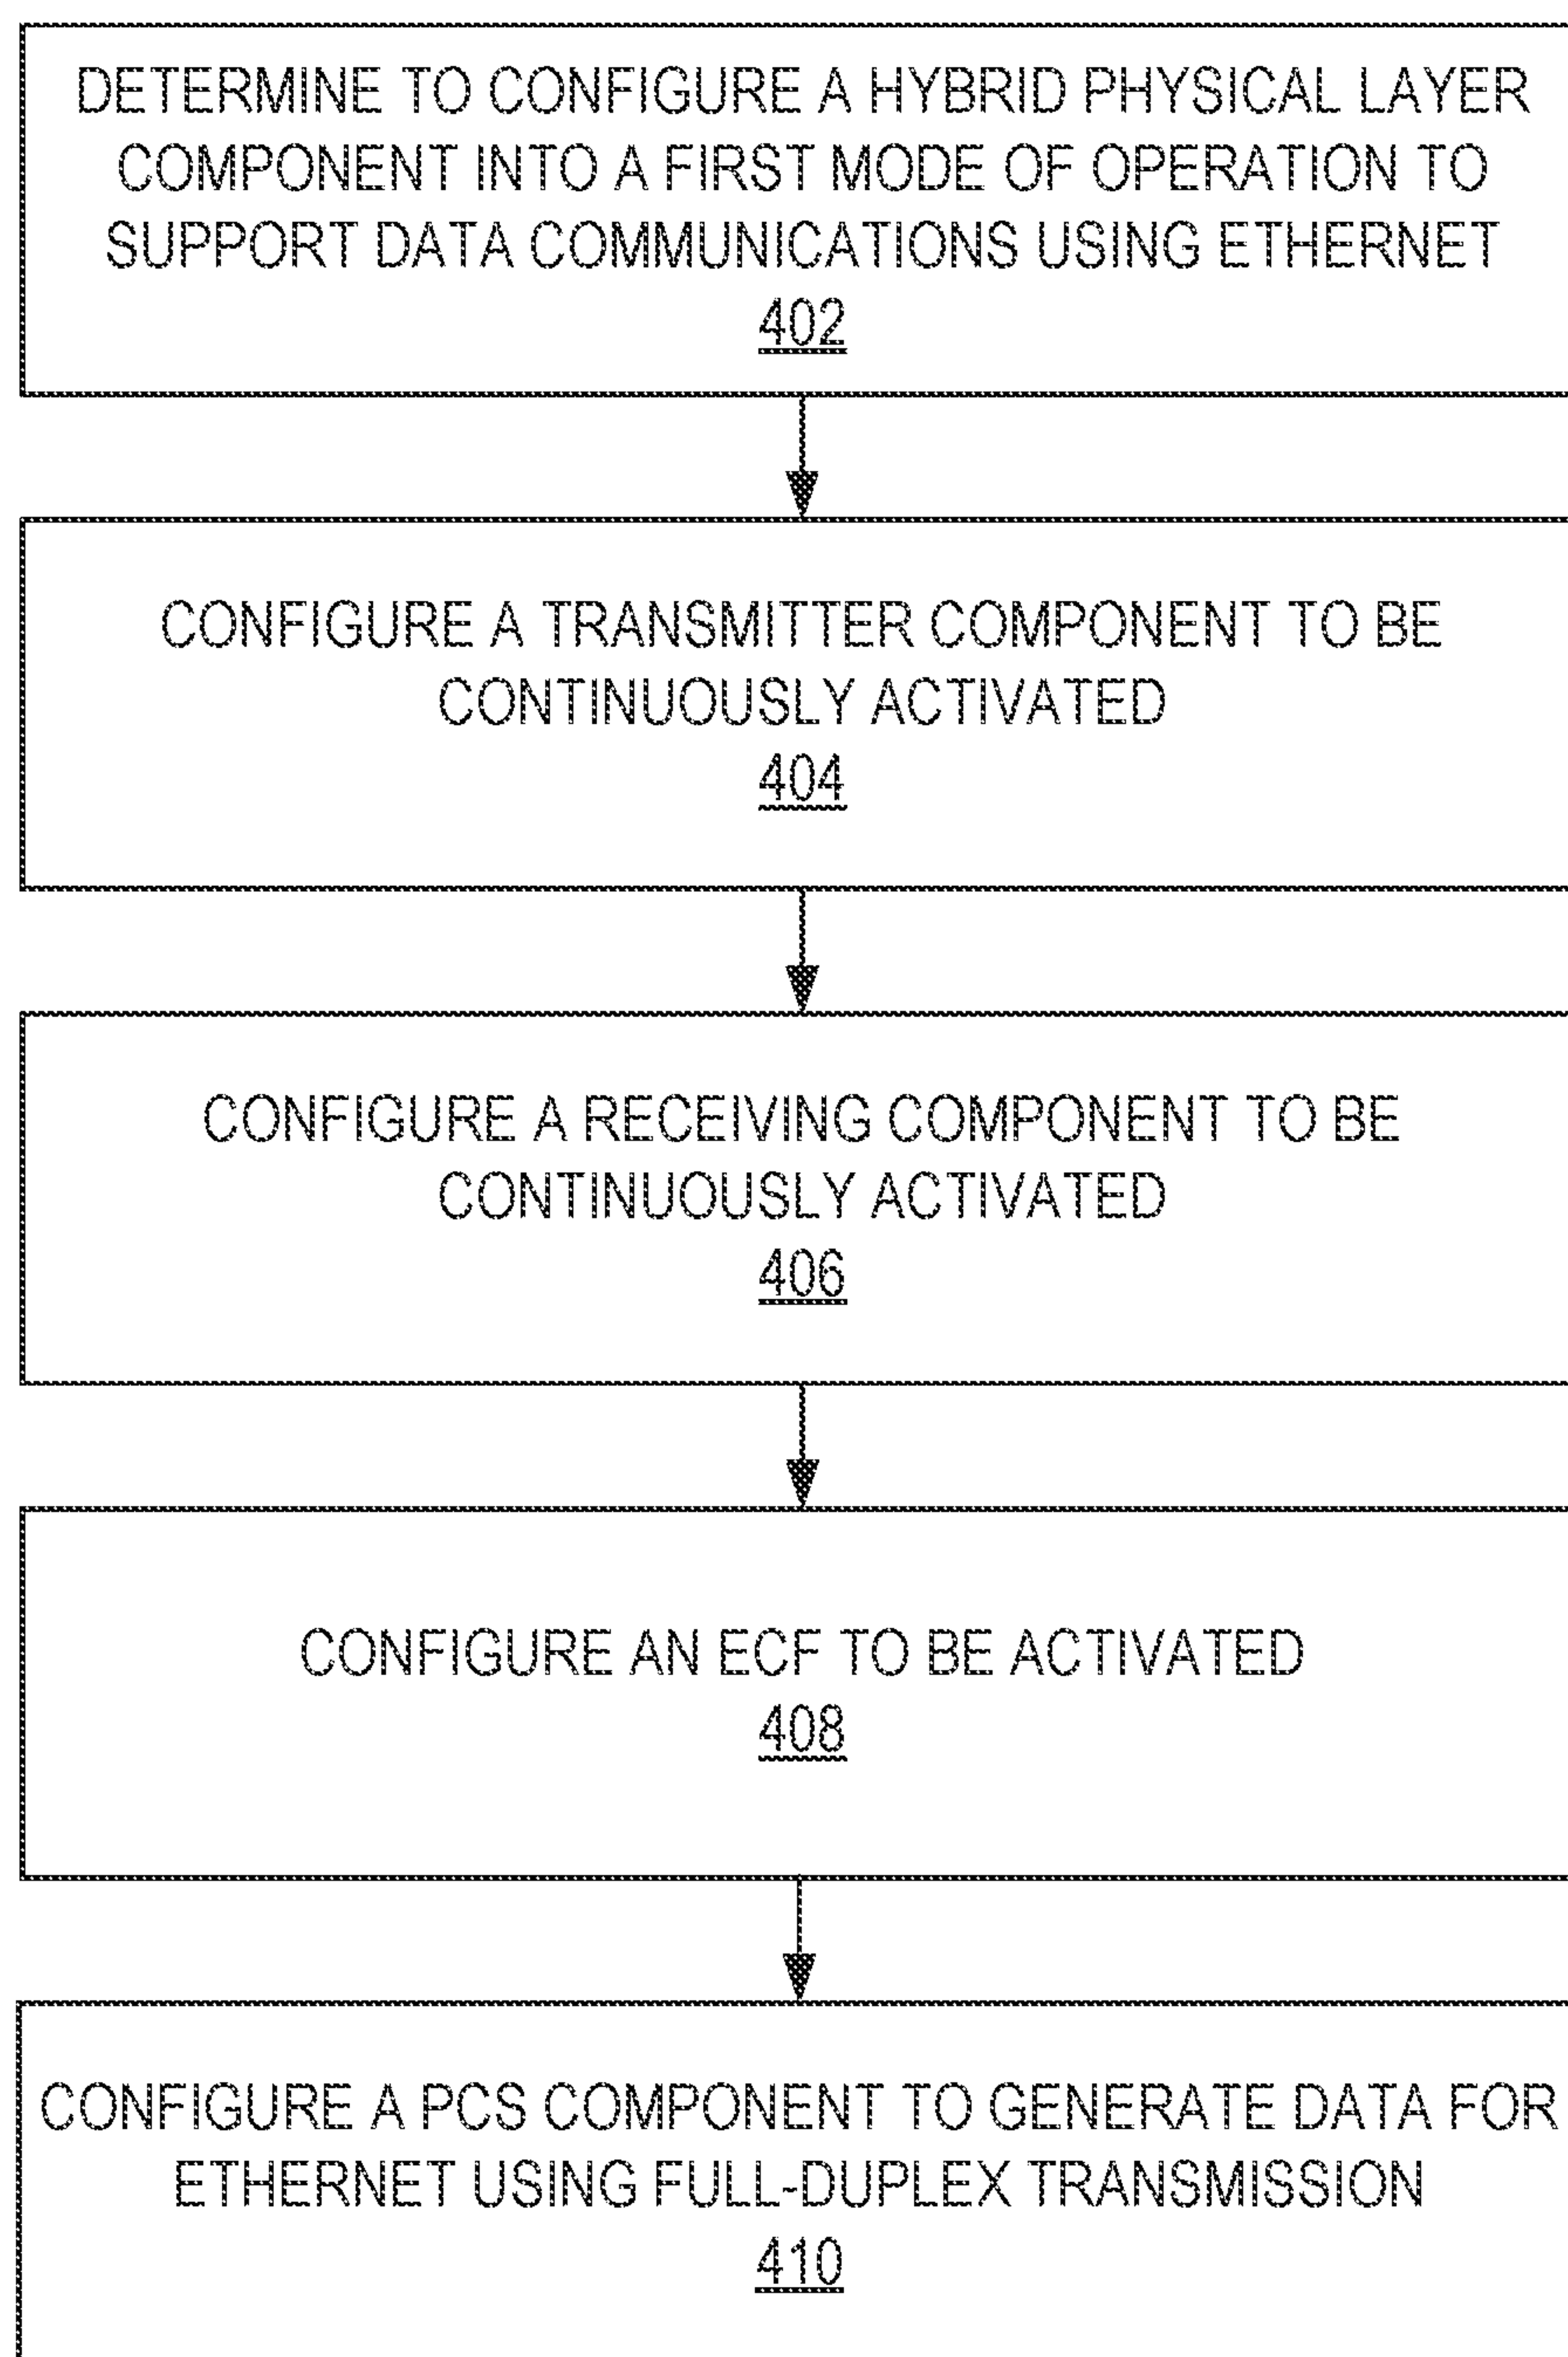 DETERMINE TO CONFIGURE A HYBRID PHYSICAL LAYER
COMPONENT INTO A FIRST MODE OF OPERATION TO
SUPPORT DATA COMMUNICATIONS USING ETHERNET
402
CONFIGURE A TRANSMITTER COMPONENT TO BE
CONTINUOUSLY ACTIVATED
404
CONFIGURE A RECEIVING COMPONENT TO BE
CONTINUOUSLY ACTIVATED
406
CONFIGURE AN ECF TO BE ACTIVATED
408
CONFIGURE A PCS COMPONENT TO GENERATE DATA FOR
ETHERNET USING FULL-DUPLEX TRANSMISSION
410